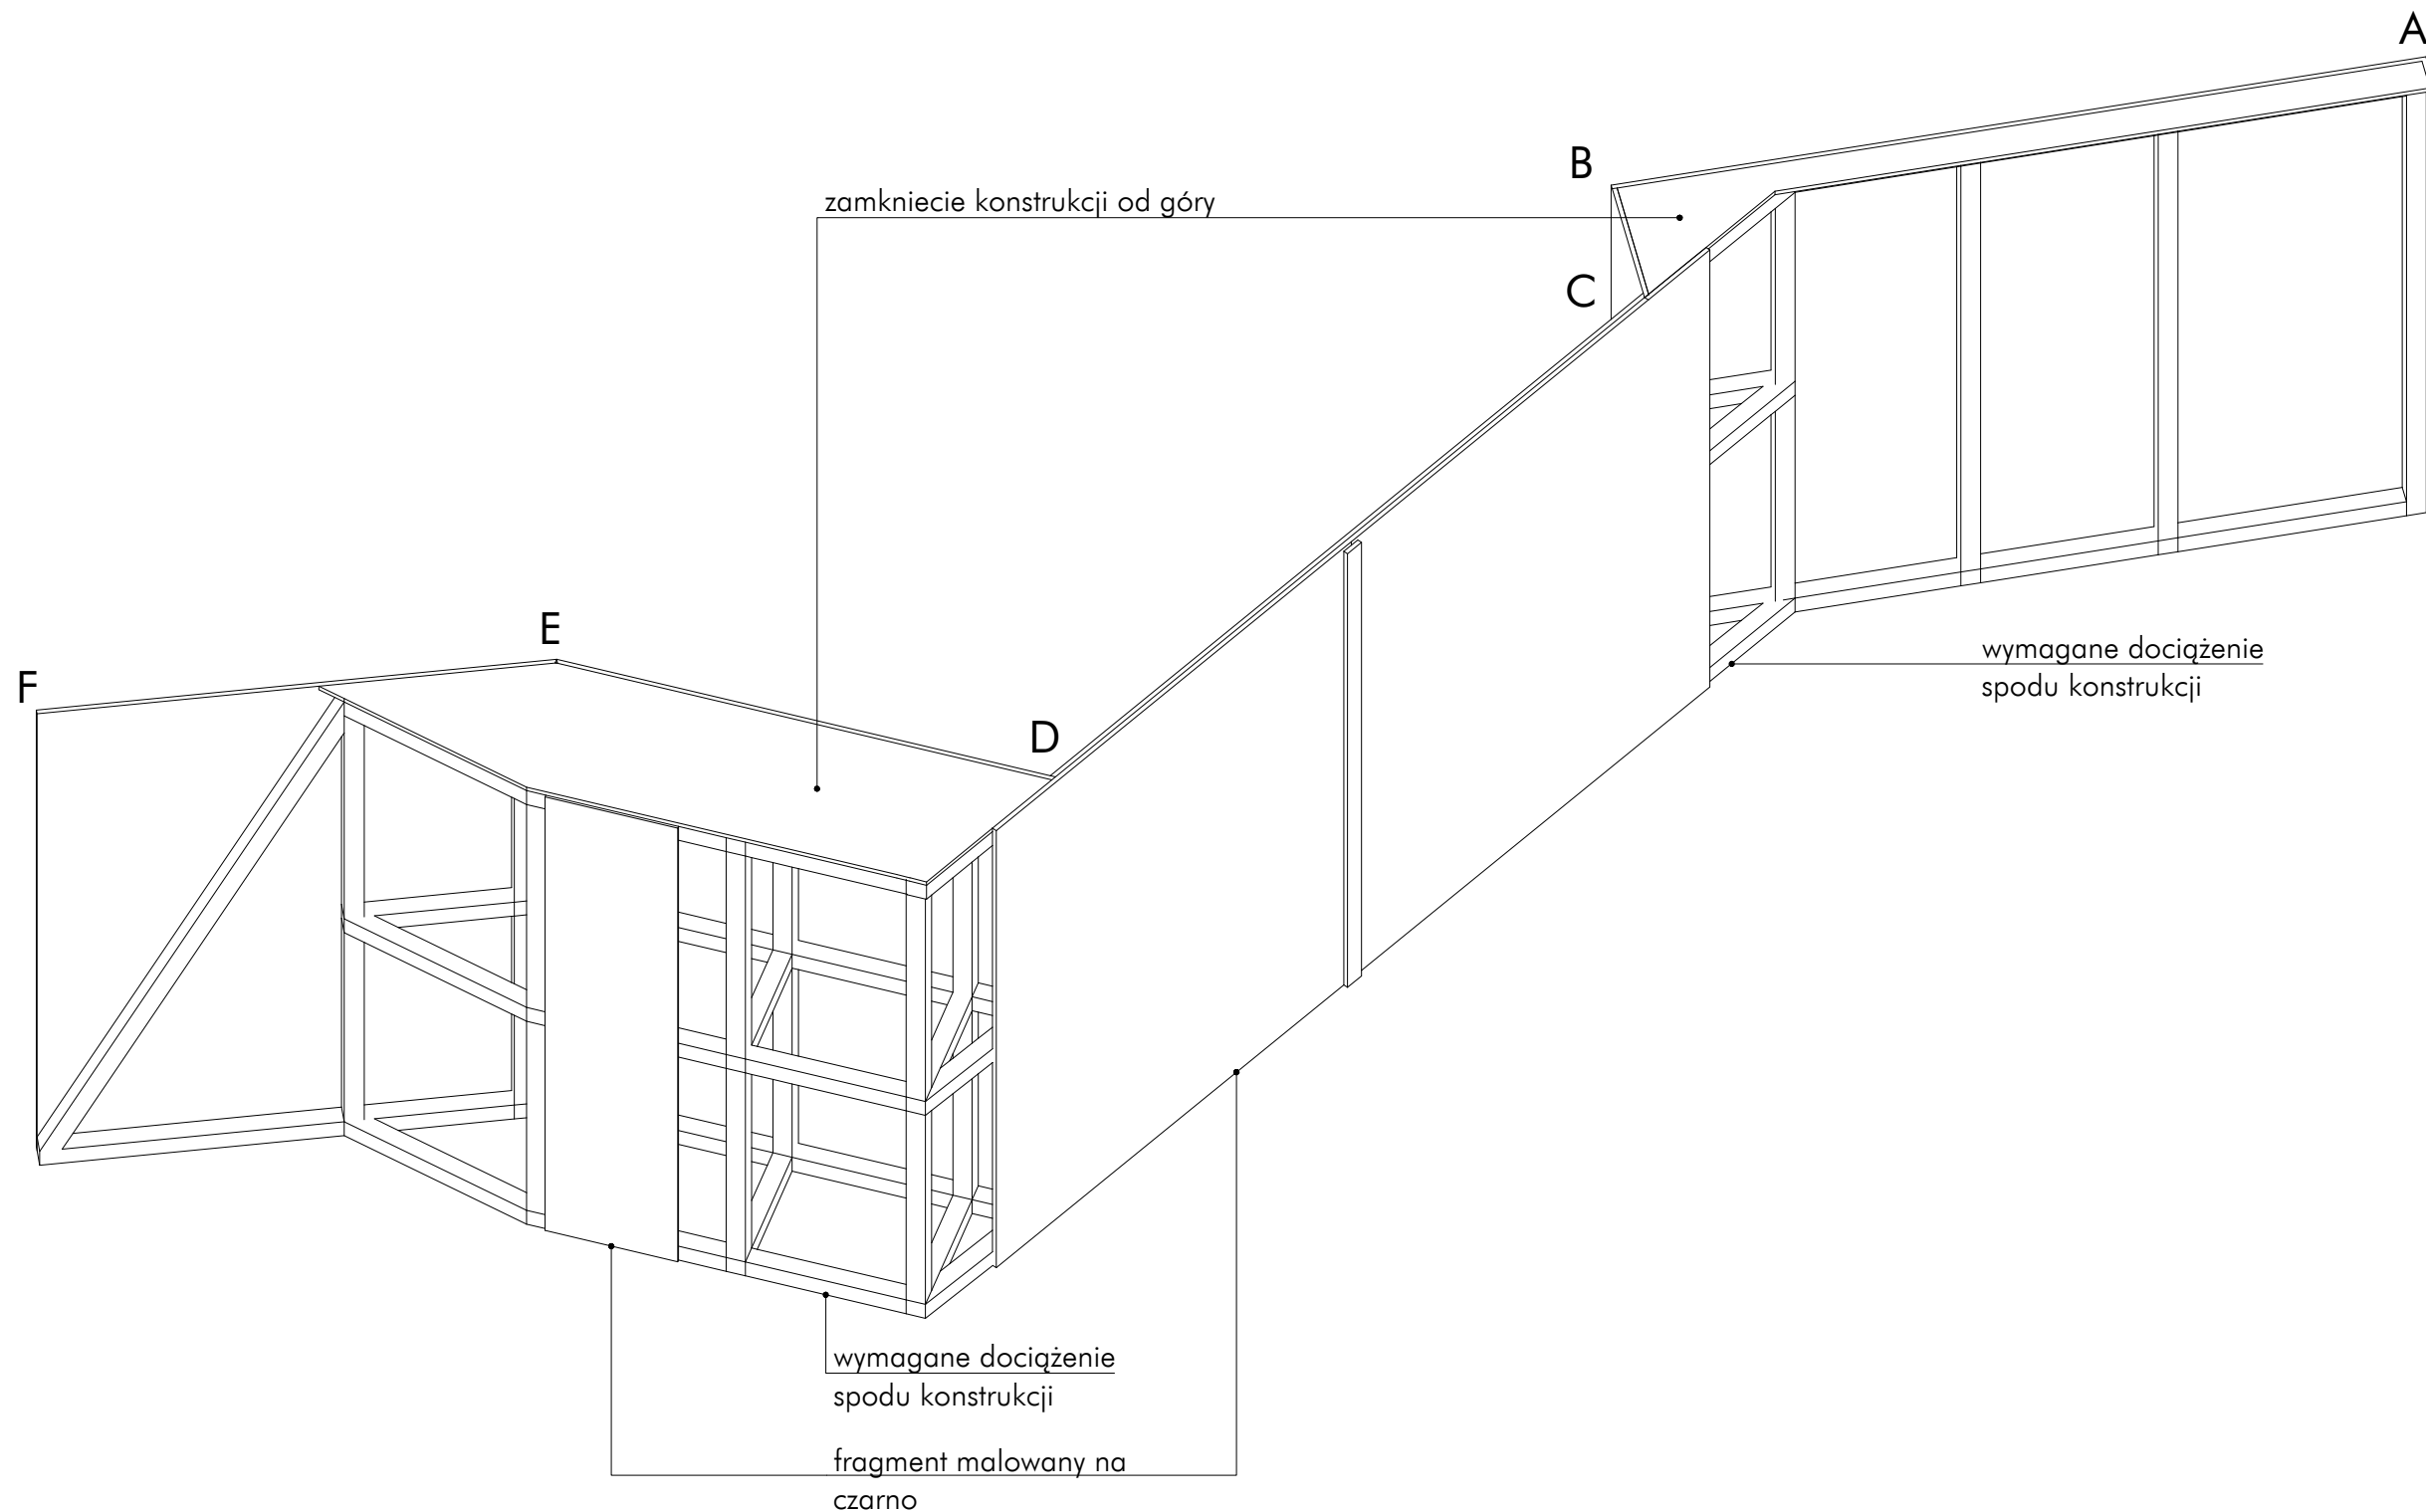 A
B
zamkniecie konstrukcji od góry
C
E
wymagane dociążenie
spodu konstrukcji
F
D
wymagane dociążenie
spodu konstrukcji
fragment malowany na
czarno